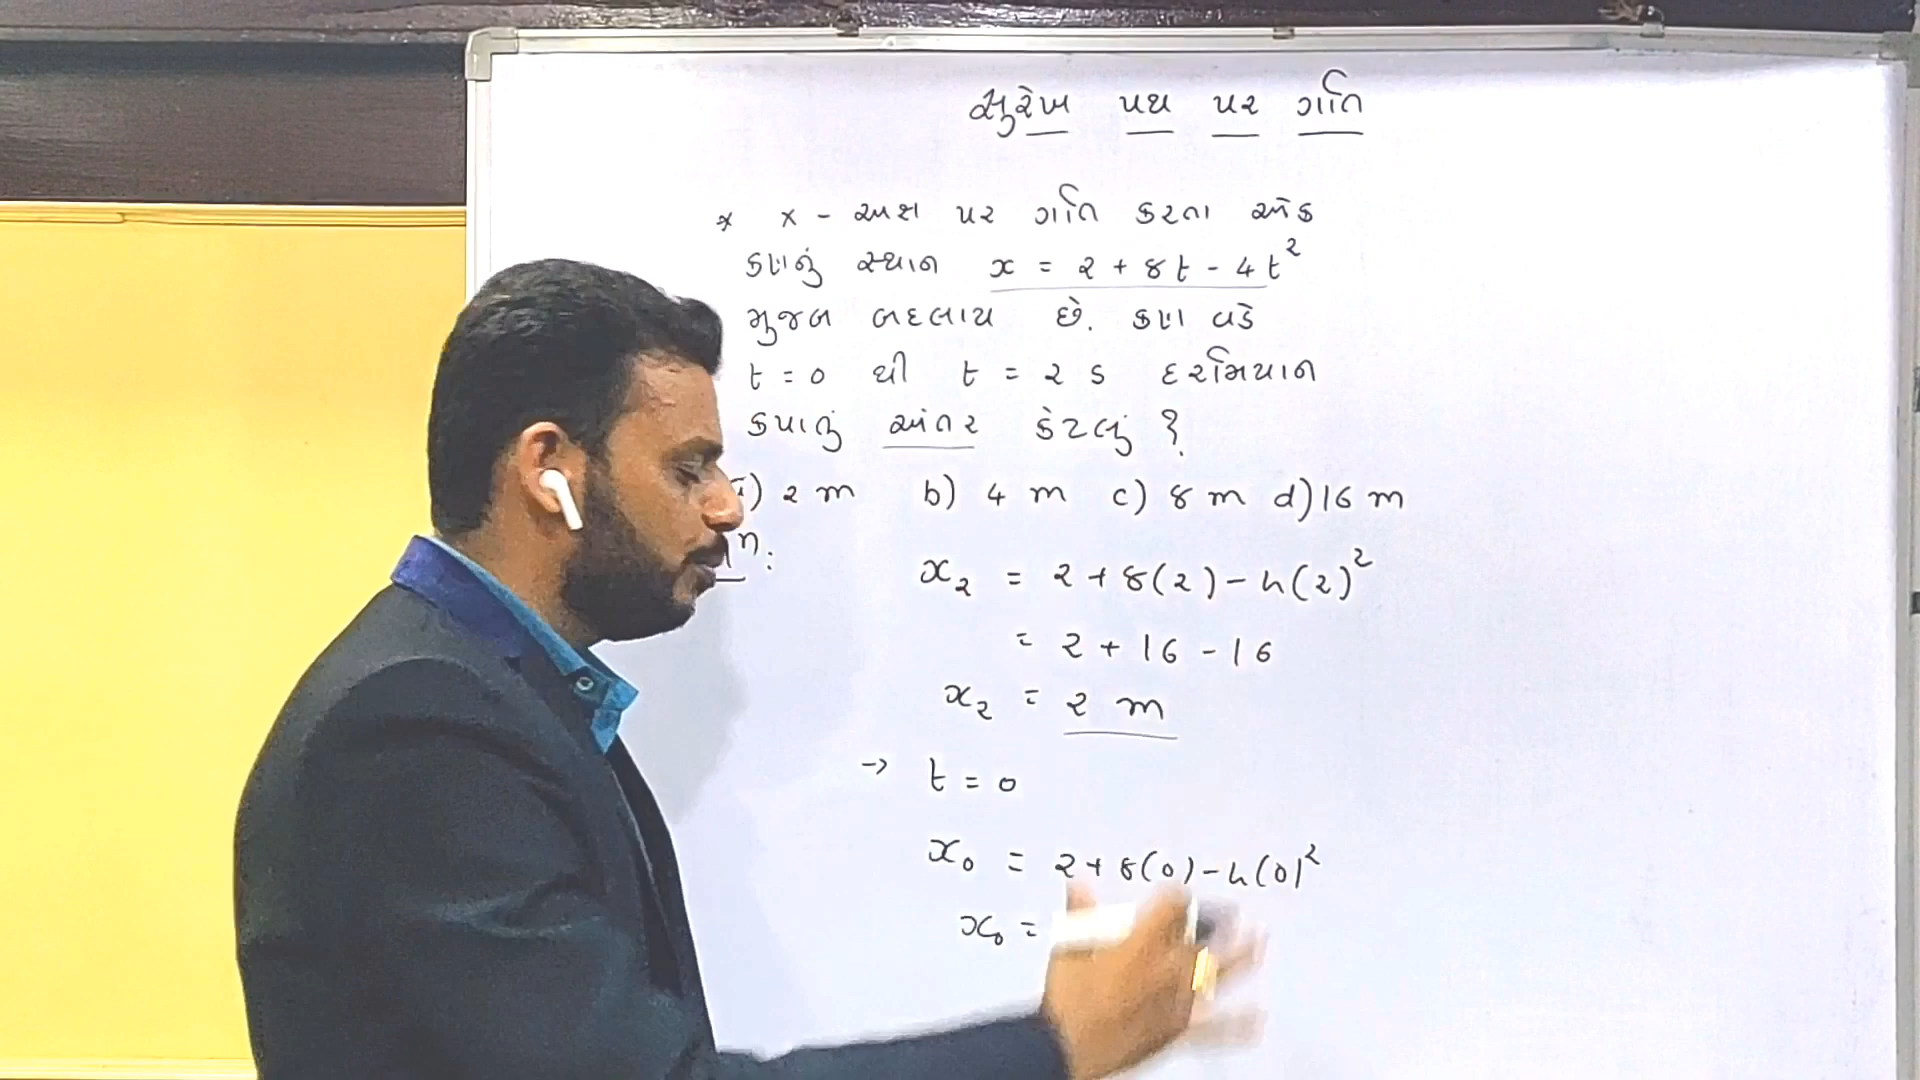 સુરેખ પથ પર ગતિ
* x - અક્ષ પર ગતિ કરતા એક
કણનું સ્થાન x = 2 + 8t - 4t²
મુજબ બદલાય છે. કણ વડે
t = 0 થી t = 2 s દરમિયાન
કપાતું અંતર કેટલું ?
) 2 m b) 4 m c) 8 m d) 16 m
n:
x₂ = 2 + 8(2) - 4(2)²
= 2 + 16 - 16
x₂ = 2 m
→ t = 0
x₀ = 2 + 8(0) - 4(0)²
x₀ =